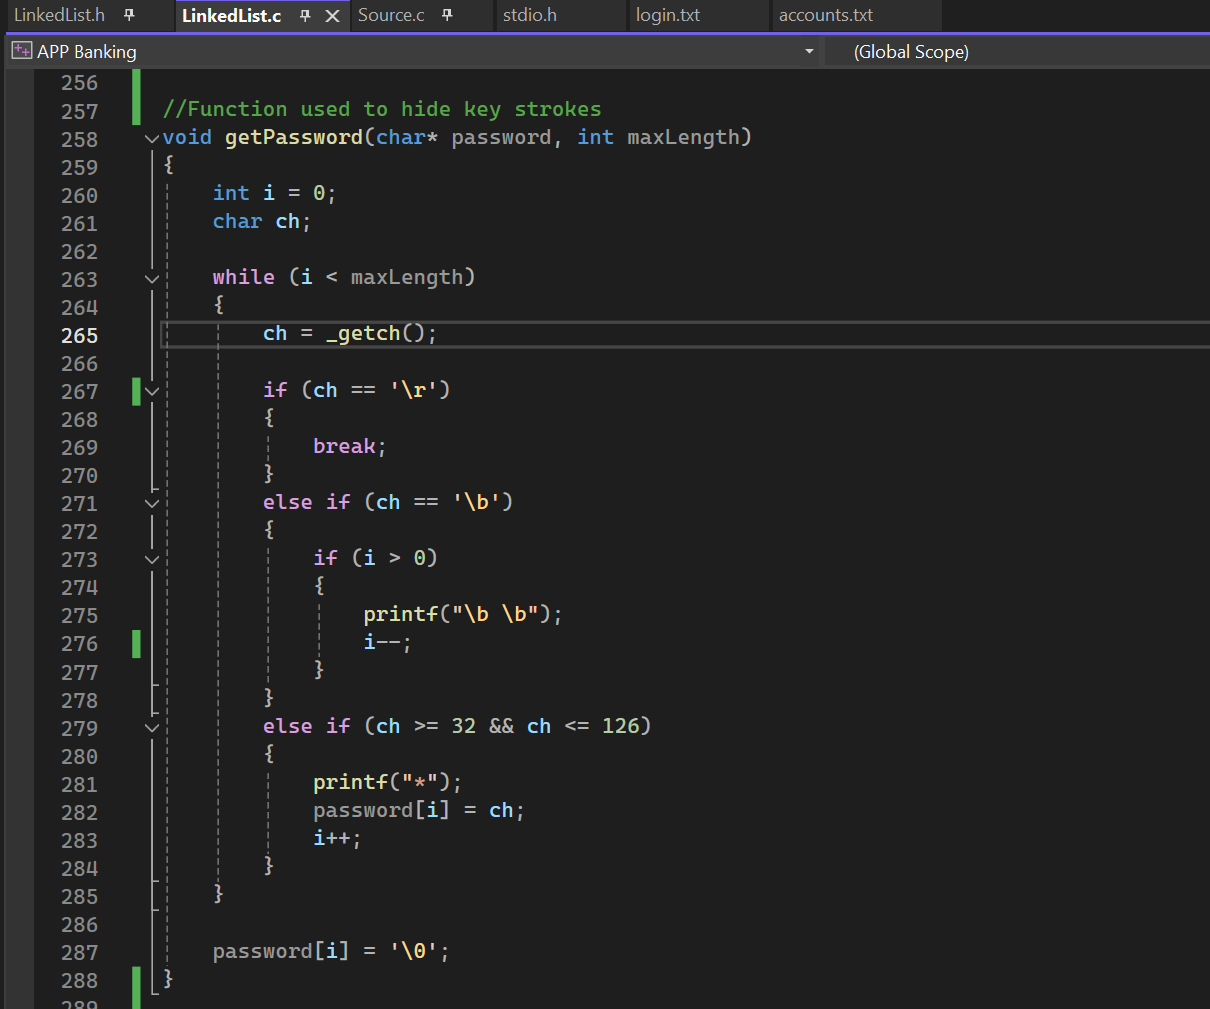 LinkedList.h LinkedList.c Source.c stdio.h login.txt accounts.txt
APP Banking (Global Scope)
256
257 //Function used to hide key strokes
258 void getPassword(char* password, int maxLength)
259 {
260 int i = 0;
261 char ch;
262
263 while (i < maxLength)
264 {
265 ch = _getch();
266
267 if (ch == '\r')
268 {
269 break;
270 }
271 else if (ch == '\b')
272 {
273 if (i > 0)
274 {
275 printf("\b \b");
276 i--;
277 }
278 }
279 else if (ch >= 32 && ch <= 126)
280 {
281 printf("*");
282 password[i] = ch;
283 i++;
284 }
285 }
286
287 password[i] = '\0';
288 }
289